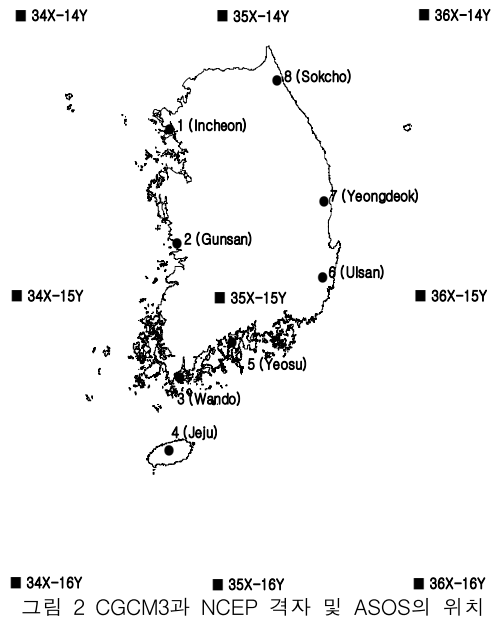 ■ 34X-14Y ■ 35X-14Y ■ 36X-14Y
8 (Sokcho)
1 (Incheon)
7 (Yeongdeok)
2 (Gunsan)
6 (Ulsan)
■ 34X-15Y ■ 35X-15Y ■ 36X-15Y
5 (Yeosu)
3 (Wando)
4 (Jeju)
■ 34X-16Y ■ 35X-16Y ■ 36X-16Y
그림 2 CGCM3과 NCEP 격자 및 ASOS의 위치